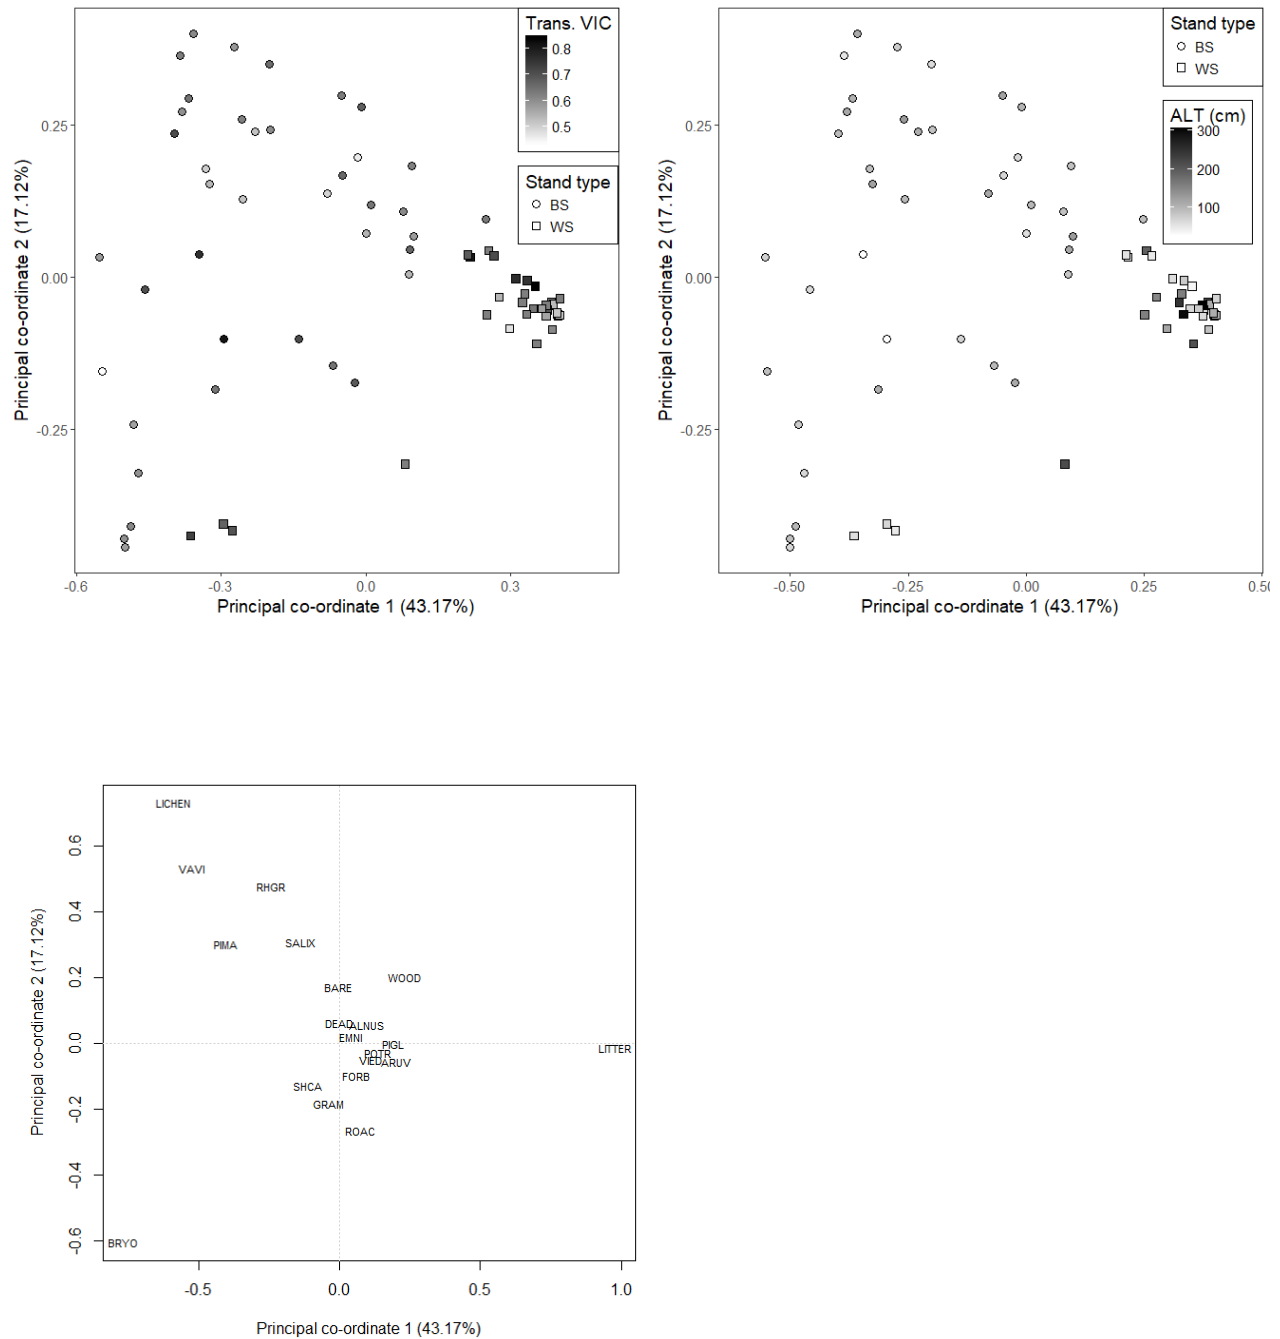 Trans. VIC
0.8
0.7
0.6
0.5
Stand type
BS
WS
0.25
0.00
-0.25
Principal co-ordinate 2 (17.12%)
-0.6
-0.3
0.0
0.3
Principal co-ordinate 1 (43.17%)
Stand type
BS
WS
ALT (cm)
300
200
100
0.25
0.00
-0.25
Principal co-ordinate 2 (17.12%)
-0.50
-0.25
0.00
0.25
0.50
Principal co-ordinate 1 (43.17%)
LICHEN
VAVI
RHGR
PIMA
SALIX
WOOD
BARE
DEAD
ALNUS
EMNI
PIGL
POTR
LITTER
VIED
ARUV
FORB
SHCA
GRAM
ROAC
BRYO
0.6
0.4
0.2
0.0
-0.2
-0.4
-0.6
Principal co-ordinate 2 (17.12%)
-0.5
0.0
0.5
1.0
Principal co-ordinate 1 (43.17%)